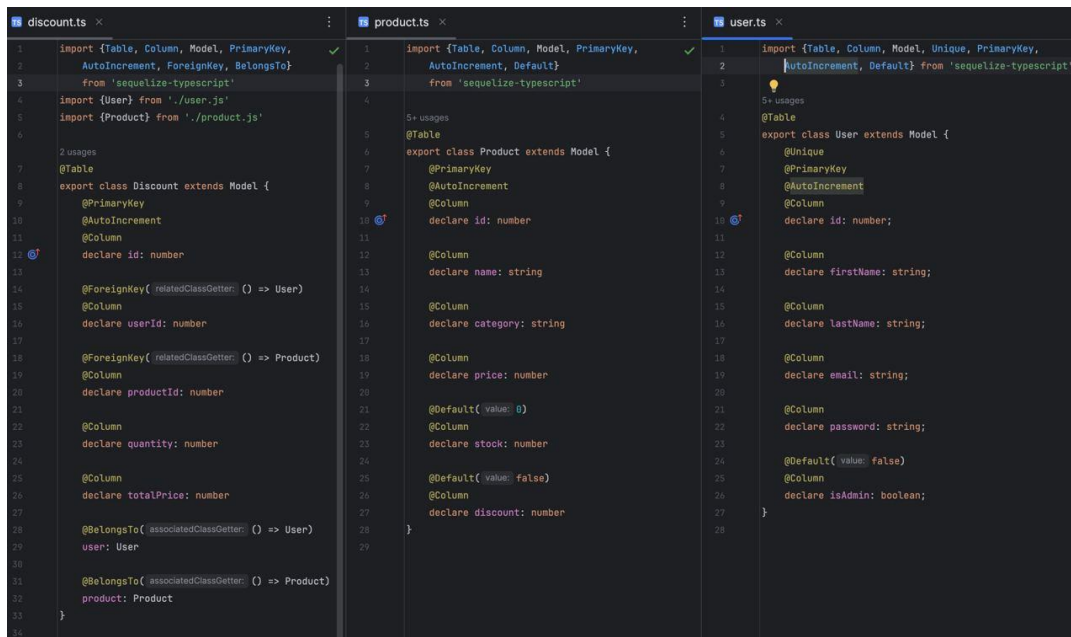 discount.ts
1 import {Table, Column, Model, PrimaryKey,
2 AutoIncrement, ForeignKey, BelongsTo}
3 from 'sequelize-typescript'
4 import {User} from './user.js'
5 import {Product} from './product.js'
6
2 usages
7 @Table
8 export class Discount extends Model {
9 @PrimaryKey
10 @AutoIncrement
11 @Column
12 declare id: number
13
14 @ForeignKey( relatedClassGetter: () => User)
15 @Column
16 declare userId: number
17
18 @ForeignKey( relatedClassGetter: () => Product)
19 @Column
20 declare productId: number
21
22 @Column
23 declare quantity: number
24
25 @Column
26 declare totalPrice: number
27
28 @BelongsTo( associatedClassGetter: () => User)
29 user: User
30
31 @BelongsTo( associatedClassGetter: () => Product)
32 product: Product
33 }
34
product.ts
1 import {Table, Column, Model, PrimaryKey,
2 AutoIncrement, Default}
3 from 'sequelize-typescript'
4
5+ usages
5 @Table
6 export class Product extends Model {
7 @PrimaryKey
8 @AutoIncrement
9 @Column
10 declare id: number
11
12 @Column
13 declare name: string
14
15 @Column
16 declare category: string
17
18 @Column
19 declare price: number
20
21 @Default( value: 0)
22 @Column
23 declare stock: number
24
25 @Default( value: false)
26 @Column
27 declare discount: number
28 }
29
user.ts
1 import {Table, Column, Model, Unique, PrimaryKey,
2 AutoIncrement, Default} from 'sequelize-typescript'
3
5+ usages
4 @Table
5 export class User extends Model {
6 @Unique
7 @PrimaryKey
8 @AutoIncrement
9 @Column
10 declare id: number;
11
12 @Column
13 declare firstName: string;
14
15 @Column
16 declare lastName: string;
17
18 @Column
19 declare email: string;
20
21 @Column
22 declare password: string;
23
24 @Default( value: false)
25 @Column
26 declare isAdmin: boolean;
27 }
28